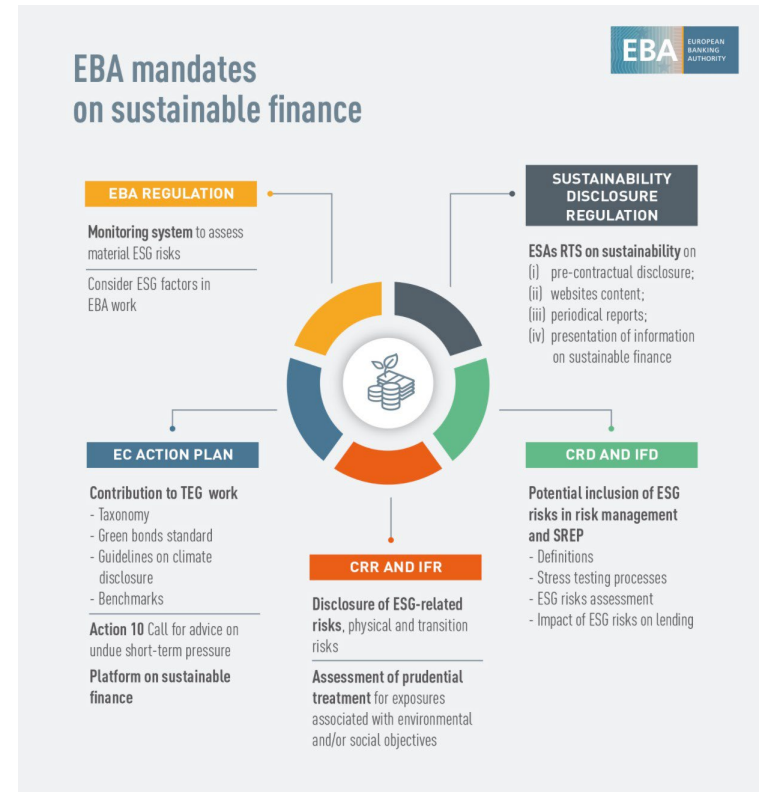 EBA mandates
on sustainable finance
EBA
EUROPEAN
BANKING
AUTHORITY
EBA REGULATION
Monitoring system to assess
material ESG risks
Consider ESG factors in
EBA work
SUSTAINABILITY
DISCLOSURE
REGULATION
ESAs RTS on sustainability on
(i) pre-contractual disclosure;
(ii) websites content;
(iii) periodical reports;
(iv) presentation of information
on sustainable finance
EC ACTION PLAN
Contribution to TEG work
- Taxonomy
- Green bonds standard
- Guidelines on climate
disclosure
- Benchmarks
Action 10 Call for advice on
undue short-term pressure
Platform on sustainable
finance
CRR AND IFR
Disclosure of ESG-related
risks, physical and transition
risks
Assessment of prudential
treatment for exposures
associated with environmental
and/or social objectives
CRD AND IFD
Potential inclusion of ESG
risks in risk management
and SREP
- Definitions
- Stress testing processes
- ESG risks assessment
- Impact of ESG risks on lending